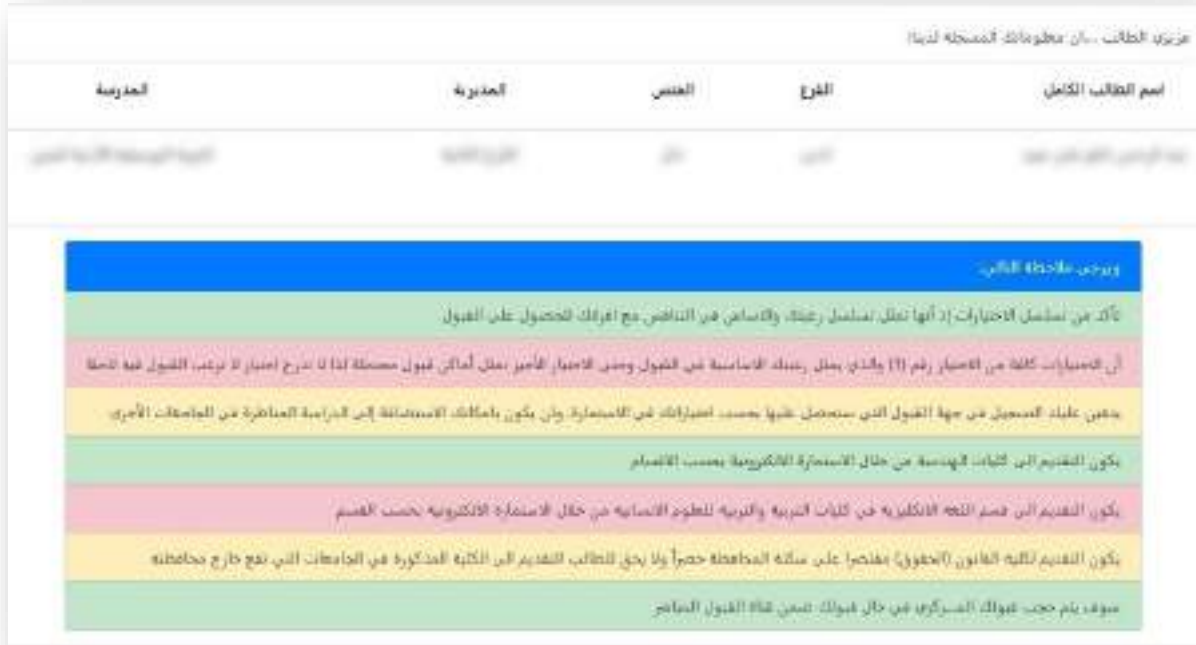 عزيزي الطالب ...ان معلوماتك المسجلة لدينا:
اسم الطالب الكامل الفرع الجنس المديرية المدرسة
ويرجى ملاحظة التالي:
تأكد من تسلسل الاختيارات إذ أنها تمثل تسلسل رغبتك، والاساس في التنافس مع اقرانك للحصول على القبول
أن الاختيارات كافة من الاختيار رقم (1) والذي يمثل رغبتك الاساسية في القبول وحتى الاختيار الأخير تمثل أماكن قبول محتملة لذا لا تدرج اختيار لا ترغب القبول فيه لاحقا
يتعين عليك التسجيل في جهة القبول التي ستحصل عليها بحسب اختياراتك في الاستمارة ولن يكون بامكانك الاستضافة إلى الدراسة المناظرة في الجامعات الأخرى
يكون التقديم الى كليات الهندسة من خلال الاستمارة الالكترونية بحسب الاقسام
يكون التقديم الى قسم اللغة الانكليزية في كليات التربية والتربية للعلوم الانسانية من خلال الاستمارة الالكترونية بحسب القسم
يكون التقديم لكلية القانون (الحقوق) مقتصرا على سكنة المحافظة حصراً ولا يحق للطالب التقديم الى الكلية المذكورة في الجامعات التي تقع خارج محافظته
سوف يتم حجب قبولك المركزي في حال قبولك ضمن قناة القبول المباشر